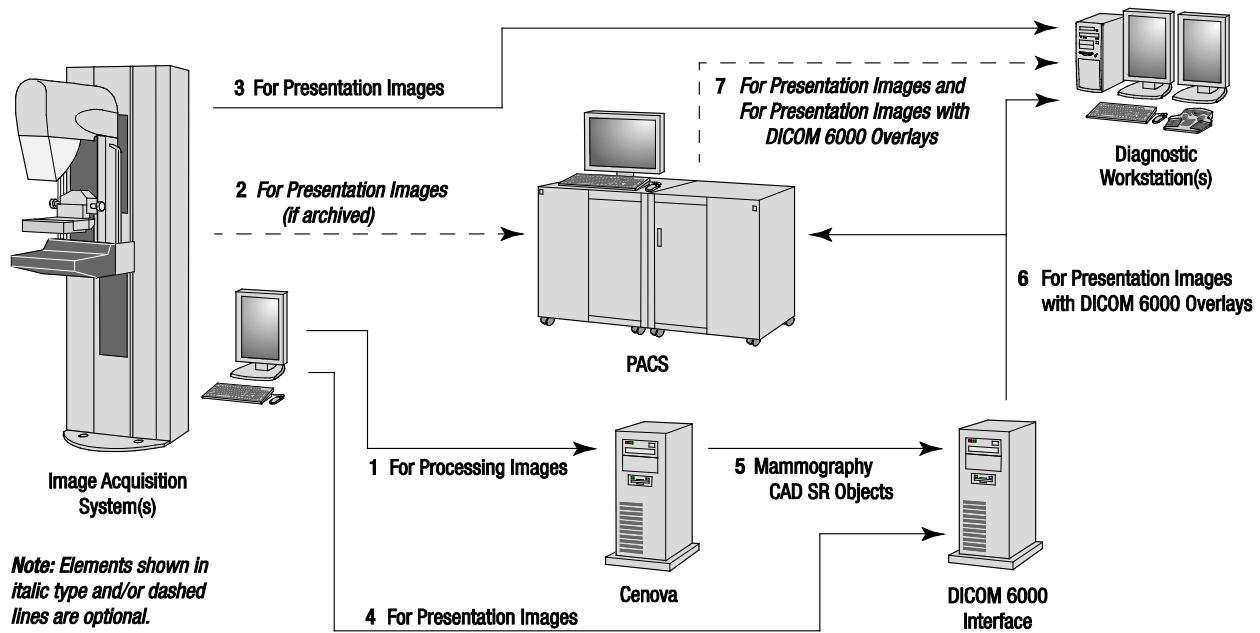 3 For Presentation Images
7 For Presentation Images and
For Presentation Images with
DICOM 6000 Overlays
Diagnostic
Workstation(s)
2 For Presentation Images
(if archived)
6 For Presentation Images
with DICOM 6000 Overlays
PACS
1 For Processing Images
5 Mammography
CAD SR Objects
Image Acquisition
System(s)
Note: Elements shown in
italic type and/or dashed
lines are optional.
Cenova
DICOM 6000
Interface
4 For Presentation Images